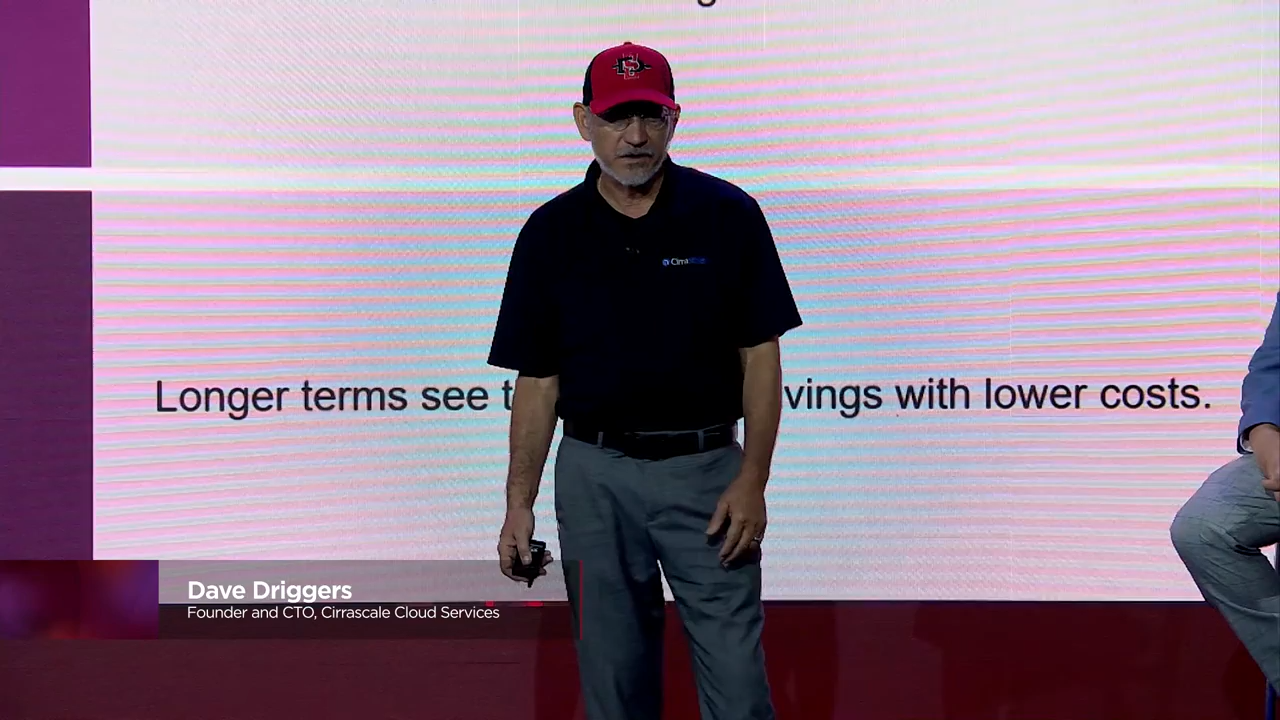 Longer terms see t vings with lower costs.
Dave Driggers
Founder and CTO, Cirrascale Cloud Services